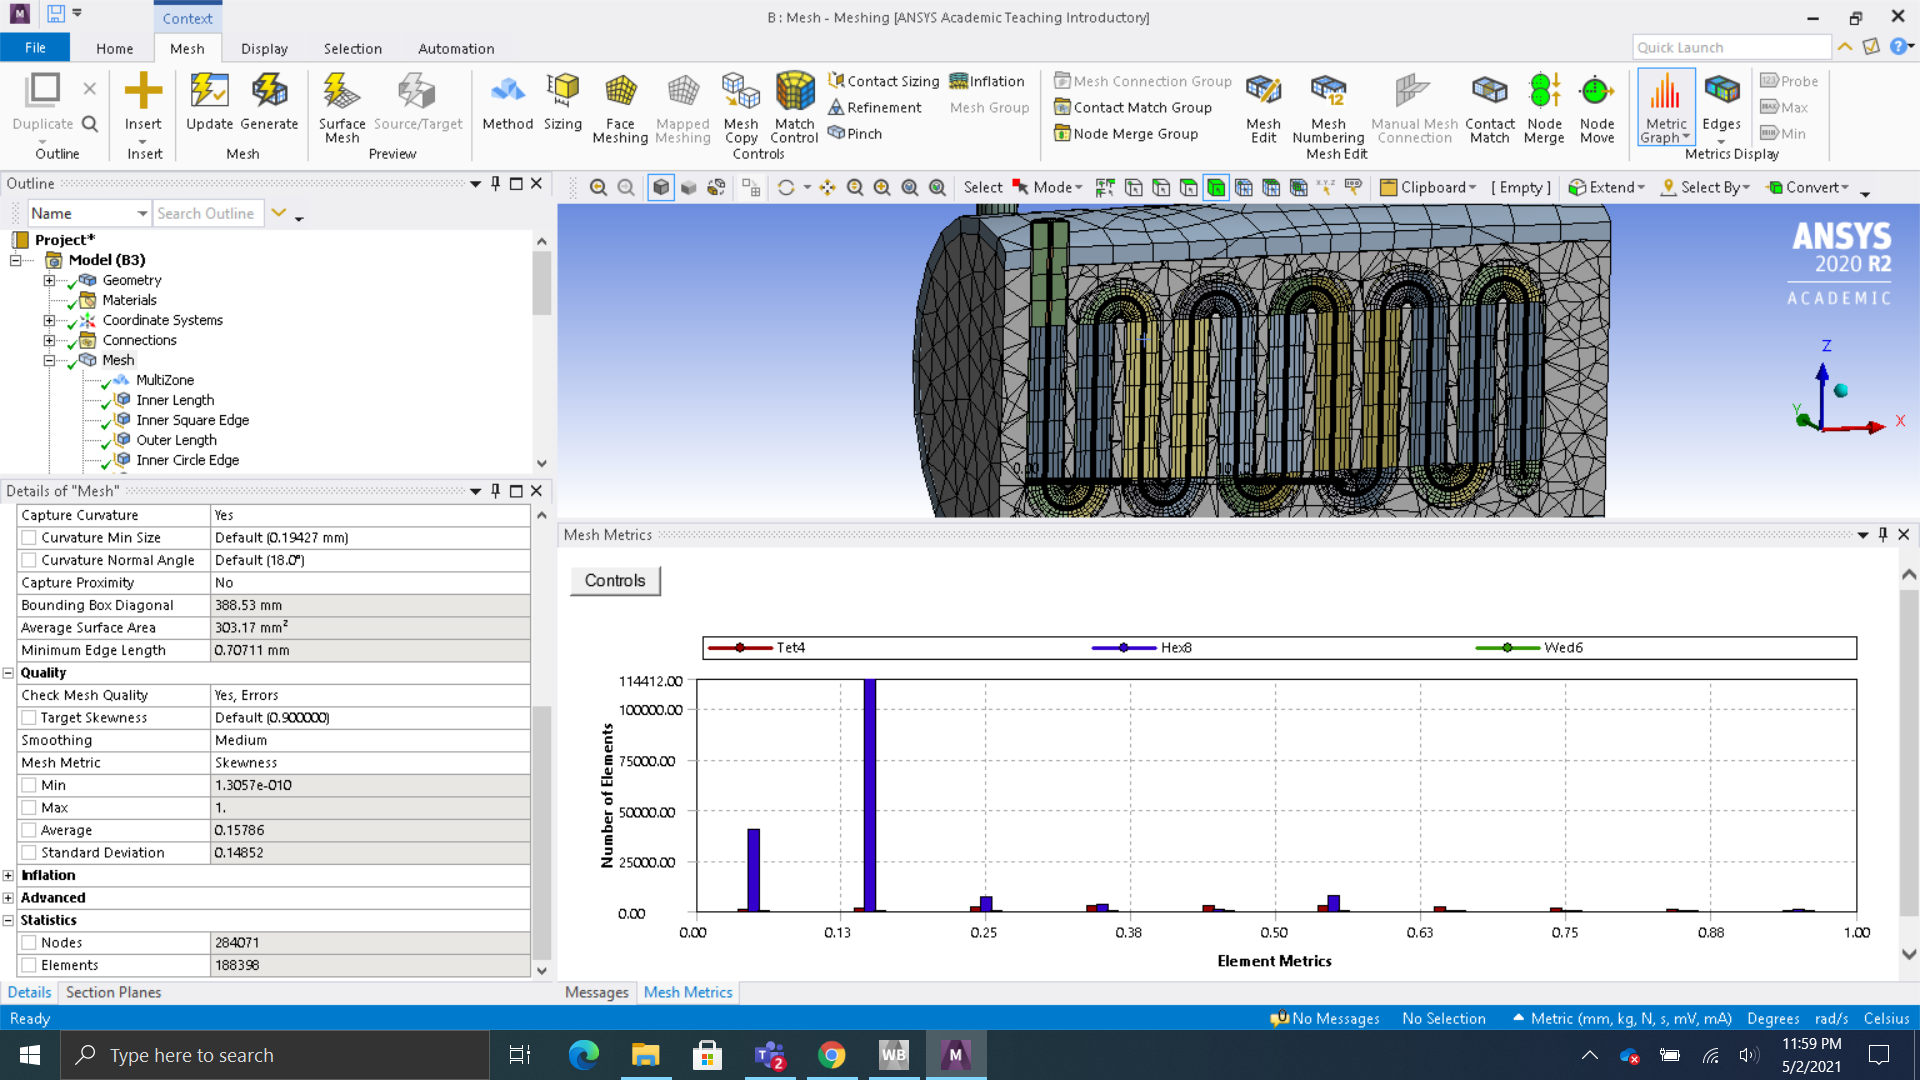 Context
B : Mesh - Meshing [ANSYS Academic Teaching Introductory]
File Home Mesh Display Selection Automation
Quick Launch
Duplicate
Outline
Insert
Insert
Update Generate
Mesh
Surface Mesh
Source/Target
Preview
Method Sizing Face Meshing Mapped Meshing Mesh Copy Match Control
Contact Sizing
Refinement
Pinch
Inflation
Mesh Group
Controls
Mesh Connection Group
Contact Match Group
Node Merge Group
Mesh Edit
Mesh Numbering
Manual Mesh Connection
Contact Match
Node Merge
Node Move
Mesh Edit
Metric Graph
Edges
Probe
Max
Min
Metrics Display
Outline
Name Search Outline
Select Mode Clipboard [ Empty ] Extend Select By Convert
Project*
Model (B3)
Geometry
Materials
Coordinate Systems
Connections
Mesh
MultiZone
Inner Length
Inner Square Edge
Outer Length
Inner Circle Edge
ANSYS
2020 R2
ACADEMIC
Z
Y
X
0.00
Details of "Mesh"
Capture Curvature Yes
Curvature Min Size Default (0.19427 mm)
Curvature Normal Angle Default (18.0°)
Capture Proximity No
Bounding Box Diagonal 388.53 mm
Average Surface Area 303.17 mm²
Minimum Edge Length 0.70711 mm
Quality
Check Mesh Quality Yes, Errors
Target Skewness Default (0.900000)
Smoothing Medium
Mesh Metric Skewness
Min 1.3057e-010
Max 1.
Average 0.15786
Standard Deviation 0.14852
Inflation
Advanced
Statistics
Nodes 284071
Elements 188398
Details Section Planes
Mesh Metrics
Controls
Tet4 Hex8 Wed6
114412.00
100000.00
75000.00
50000.00
25000.00
0.00
Number of Elements
0.00 0.13 0.25 0.38 0.50 0.63 0.75 0.88 1.00
Element Metrics
Messages Mesh Metrics
Ready
0 No Messages No Selection Metric (mm, kg, N, s, mV, mA) Degrees rad/s Celsius
Type here to search
2
WB
M
11:59 PM
5/2/2021